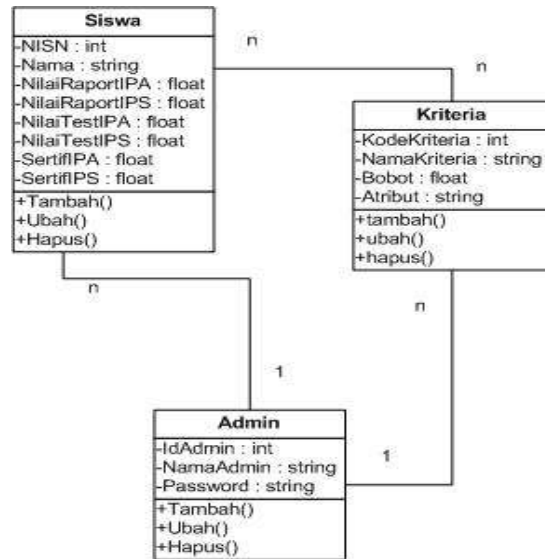 Siswa
-NISN : int
-Nama : string
-NilaiRaportIPA : float
-NilaiRaportIPS : float
-NilaiTestIPA : float
-NilaiTestIPS : float
-SertifIPA : float
-SertifIPS : float
+Tambah()
+Ubah()
+Hapus()
n
n
Kriteria
-KodeKriteria : int
-NamaKriteria : string
-Bobot : float
-Atribut : string
+tambah()
+ubah()
+hapus()
n
n
1
1
Admin
-IdAdmin : int
-NamaAdmin : string
-Password : string
+Tambah()
+Ubah()
+Hapus()